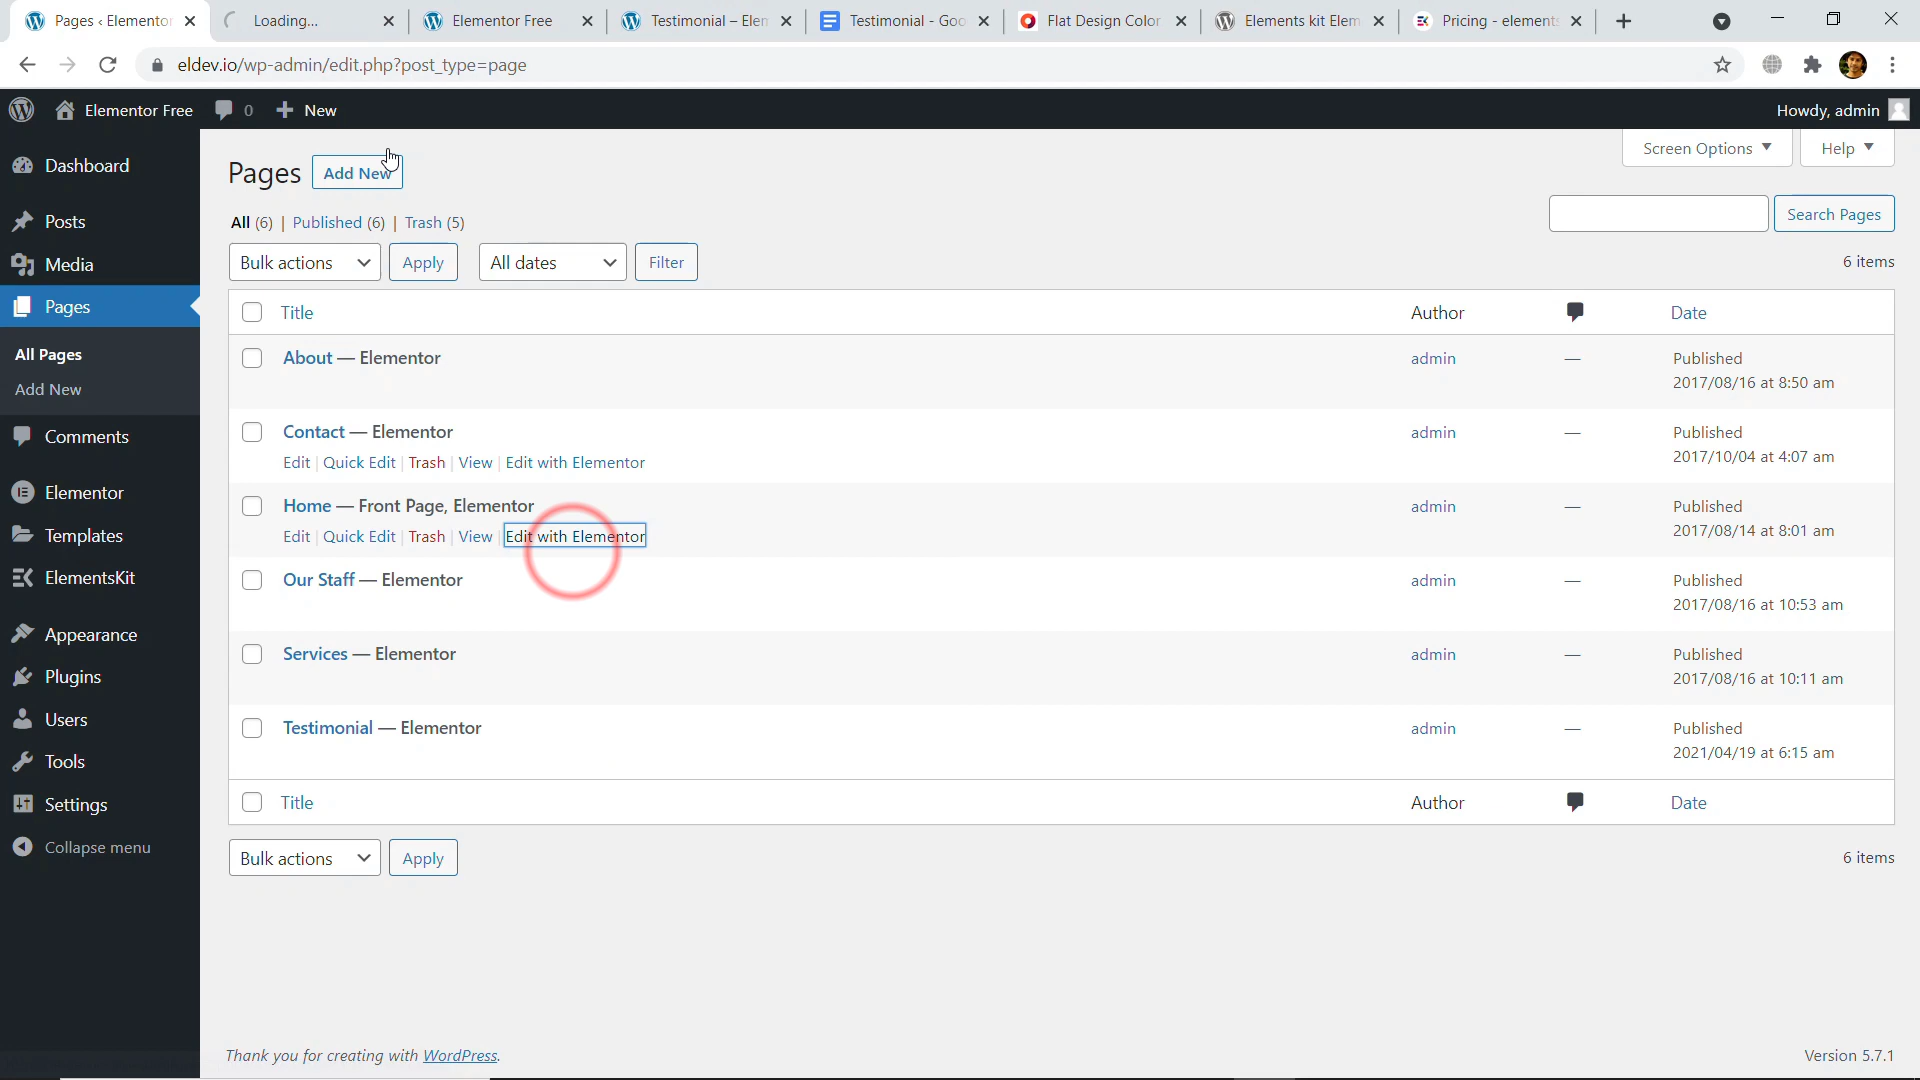 Pages ‹ Elementor
Loading...
Elementor Free
Testimonial – Elem
Testimonial - Goo
Flat Design Color
Elements kit Elem
Pricing - elements
eldev.io/wp-admin/edit.php?post_type=page
Elementor Free 0 New
Howdy, admin
Dashboard
Posts
Media
Pages
All Pages
Add New
Comments
Elementor
Templates
ElementsKit
Appearance
Plugins
Users
Tools
Settings
Collapse menu
Screen Options
Help
Pages
Add New
All (6) | Published (6) | Trash (5)
Search Pages
Bulk actions Apply All dates Filter
6 items
Title Author Date
About — Elementor admin — Published
2017/08/16 at 8:50 am
Contact — Elementor admin — Published
2017/10/04 at 4:07 am
Edit | Quick Edit | Trash | View | Edit with Elementor
Home — Front Page, Elementor admin — Published
2017/08/14 at 8:01 am
Edit | Quick Edit | Trash | View | Edit with Elementor
Our Staff — Elementor admin — Published
2017/08/16 at 10:53 am
Services — Elementor admin — Published
2017/08/16 at 10:11 am
Testimonial — Elementor admin — Published
2021/04/19 at 6:15 am
Title Author Date
Bulk actions Apply
6 items
Thank you for creating with WordPress.
Version 5.7.1